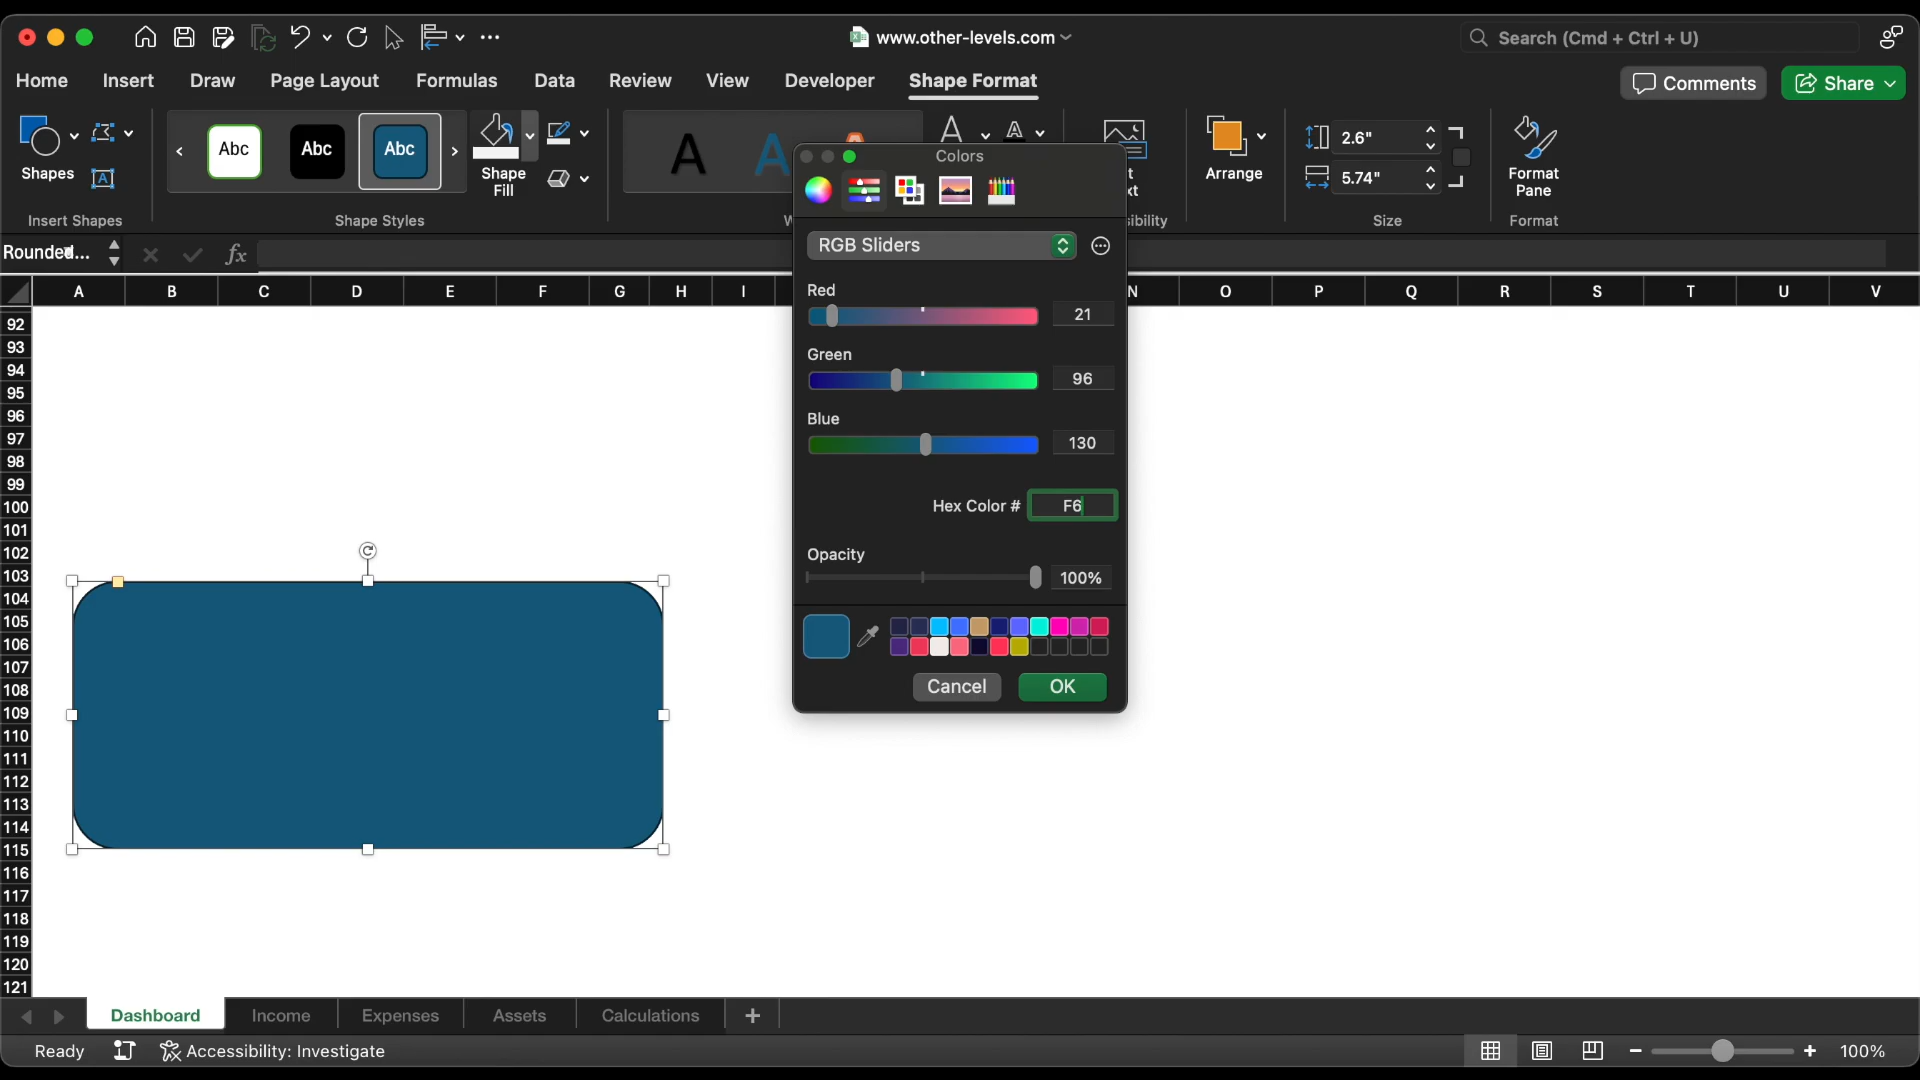 www.other-levels.com
Search (Cmd + Ctrl + U)
Home Insert Draw Page Layout Formulas Data Review View Developer Shape Format
Comments Share
Shapes
Abc Abc Abc
Shape
Fill
A A A A
Arrange
2.6"
5.74"
Format
Pane
Insert Shapes Shape Styles Size Format
Colors
Rounded... fx
RGB Sliders
A B C D E F G H I N O P Q R S T U V
Red
21
Green
96
Blue
130
Hex Color # F6
Opacity
100%
Cancel OK
92
93
94
95
96
97
98
99
100
101
102
103
104
105
106
107
108
109
110
111
112
113
114
115
116
117
118
119
120
121
Dashboard Income Expenses Assets Calculations +
Ready Accessibility: Investigate 100%